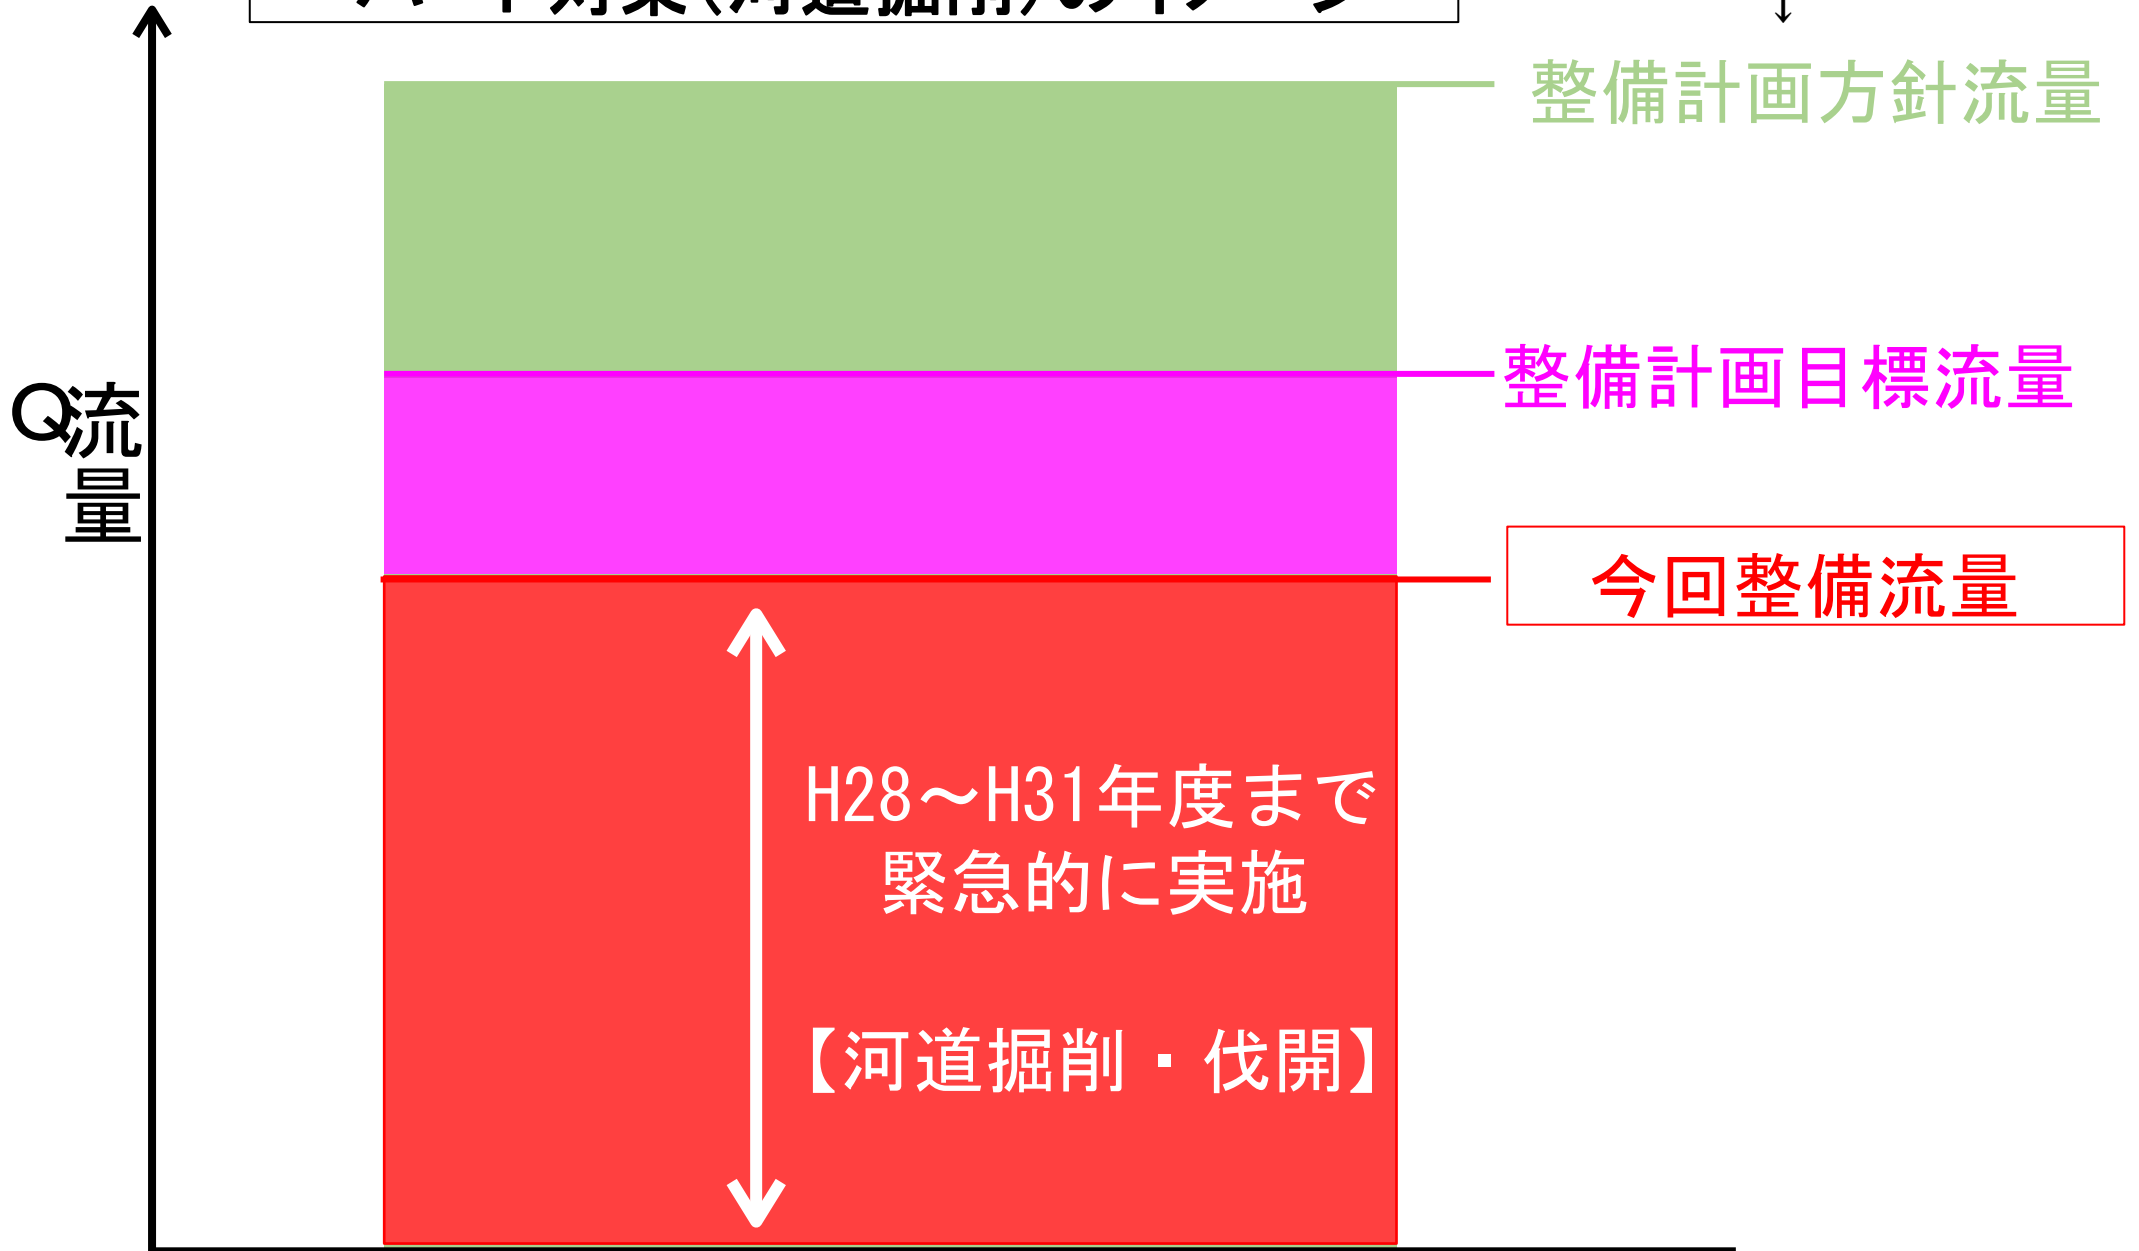 整備計画方針流量
整備計画目標流量
Q流
量
今回整備流量
H28～H31年度まで
緊急的に実施
【河道掘削・伐開】